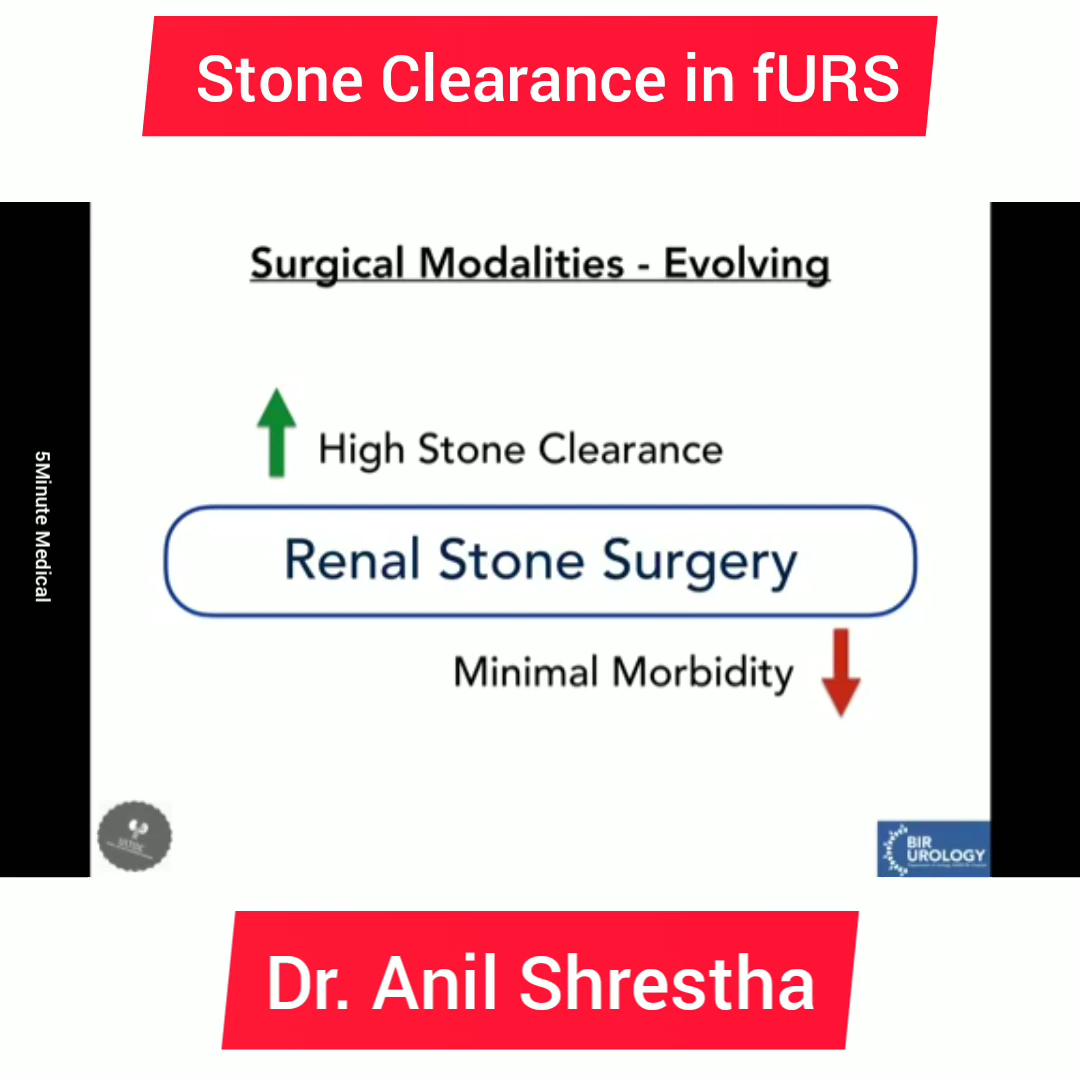 Stone Clearance in fURS
Surgical Modalities - Evolving
High Stone Clearance
Renal Stone Surgery
Minimal Morbidity
5Minute Medical
BIR
UROLOGY
Dr. Anil Shrestha